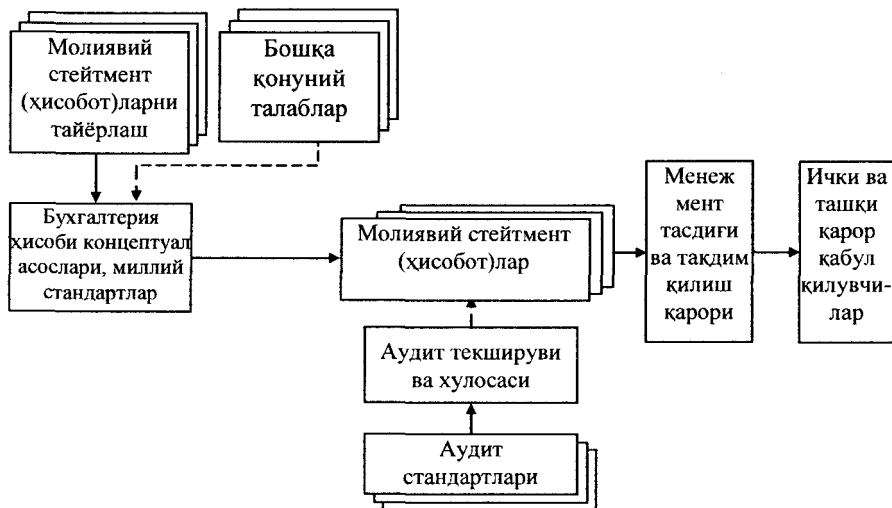 Молиявий
стейтмент
(ҳисобот)ларни
тайёрлаш
Бошқа
қонуний
талаблар
Бухгалтерия
ҳисоби концептуал
асослари, миллий
стандартлар
Молиявий стейтмент
(ҳисобот)лар
Менеж
мент
тасдиғи
ва тақдим
қилиш
қарори
Ички ва
ташқи
қарор
қабул
қилувчи-
лар
Аудит текшируви
ва хулосаси
Аудит
стандартлари